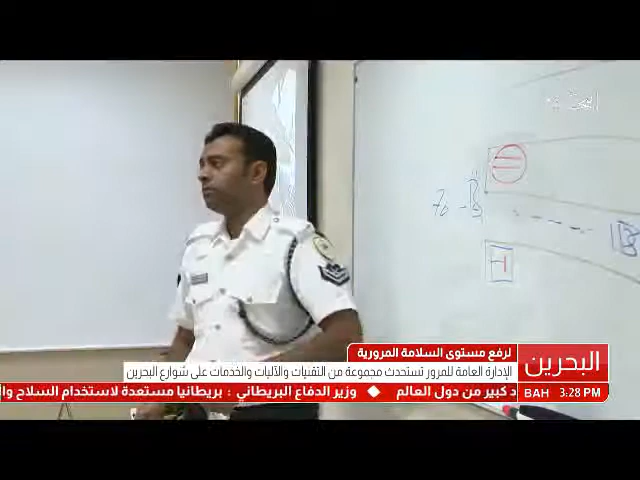 لرفع مستوى السلامة المرورية
الإدارة العامة للمرور تستحدث مجموعة من التقنيات والآليات والخدمات على شوارع البحرين
البحرين
د كبير من دول العالم ◆ وزير الدفاع البريطاني : بريطانيا مستعدة لاستخدام السلاح وال
BAH 3:28 PM